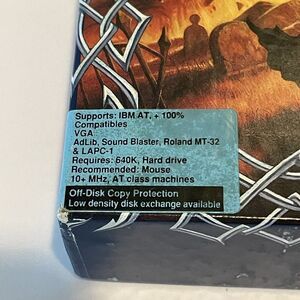 Supports: IBM AT, + 100%
Compatibles
VGA
AdLib, Sound Blaster, Roland MT-32
& LAPC-1
Requires: 640K, Hard drive
Recommended: Mouse
10+ MHz, AT class machines
Off-Disk Copy Protection
Low density disk exchange available